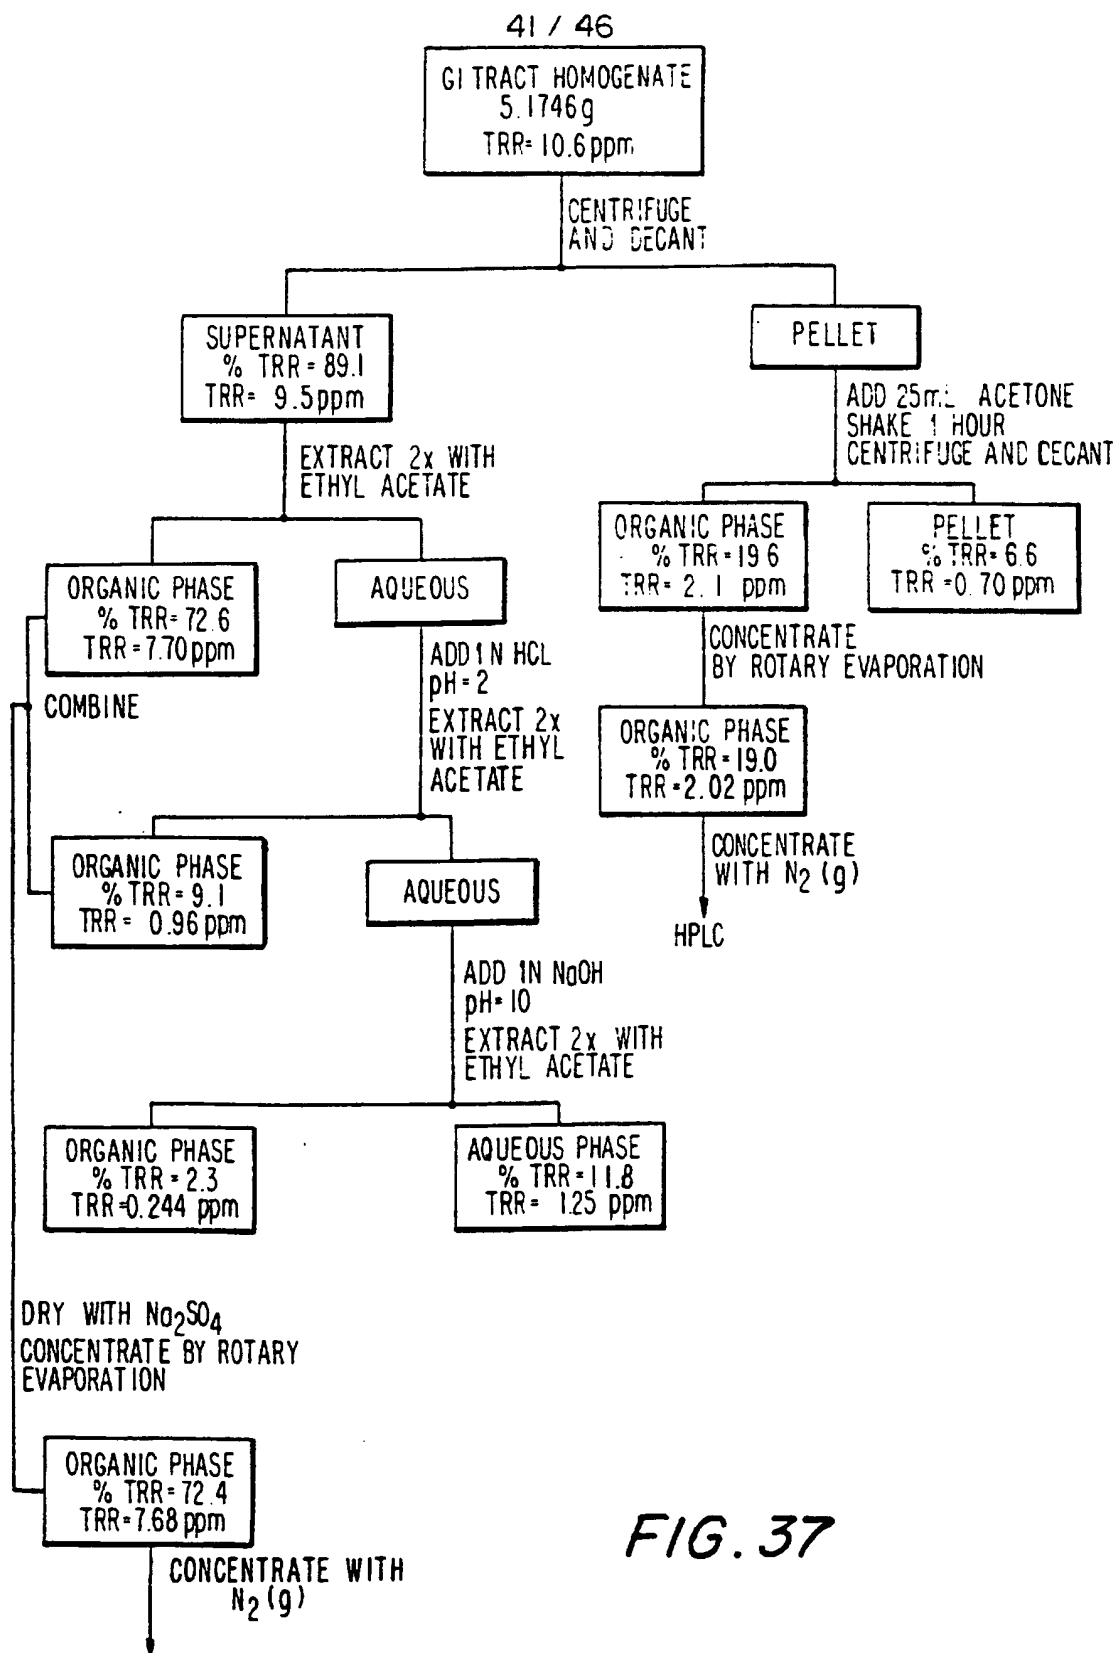 41 / 46
GI TRACT HOMOGENATE
5.1746g
TRR= 10.6 ppm
CENTRIFUGE
AND DECANT
SUPERNATANT
% TRR = 89.1
TRR= 9.5 ppm
PELLET
ADD 25mL ACETONE
SHAKE 1 HOUR
CENTRIFUGE AND DECANT
EXTRACT 2x WITH
ETHYL ACETATE
ORGANIC PHASE
% TRR = 19.6
TRR = 2.1 ppm
PELLET
% TRR = 6.6
TRR = 0.70 ppm
ORGANIC PHASE
% TRR = 72.6
TRR = 7.70 ppm
AQUEOUS
CONCENTRATE
BY ROTARY EVAPORATION
COMBINE
ADD 1N HCL
pH = 2
EXTRACT 2x
WITH ETHYL
ACETATE
ORGANIC PHASE
% TRR = 19.0
TRR = 2.02 ppm
CONCENTRATE
WITH N2 (g)
HPLC
ORGANIC PHASE
% TRR = 9.1
TRR = 0.96 ppm
AQUEOUS
ADD 1N NaOH
pH = 10
EXTRACT 2x WITH
ETHYL ACETATE
ORGANIC PHASE
% TRR = 2.3
TRR = 0.244 ppm
AQUEOUS PHASE
% TRR = 11.8
TRR = 1.25 ppm
DRY WITH Na2SO4
CONCENTRATE BY ROTARY
EVAPORATION
ORGANIC PHASE
% TRR = 72.4
TRR = 7.68 ppm
CONCENTRATE WITH
N2 (g)
FIG. 37